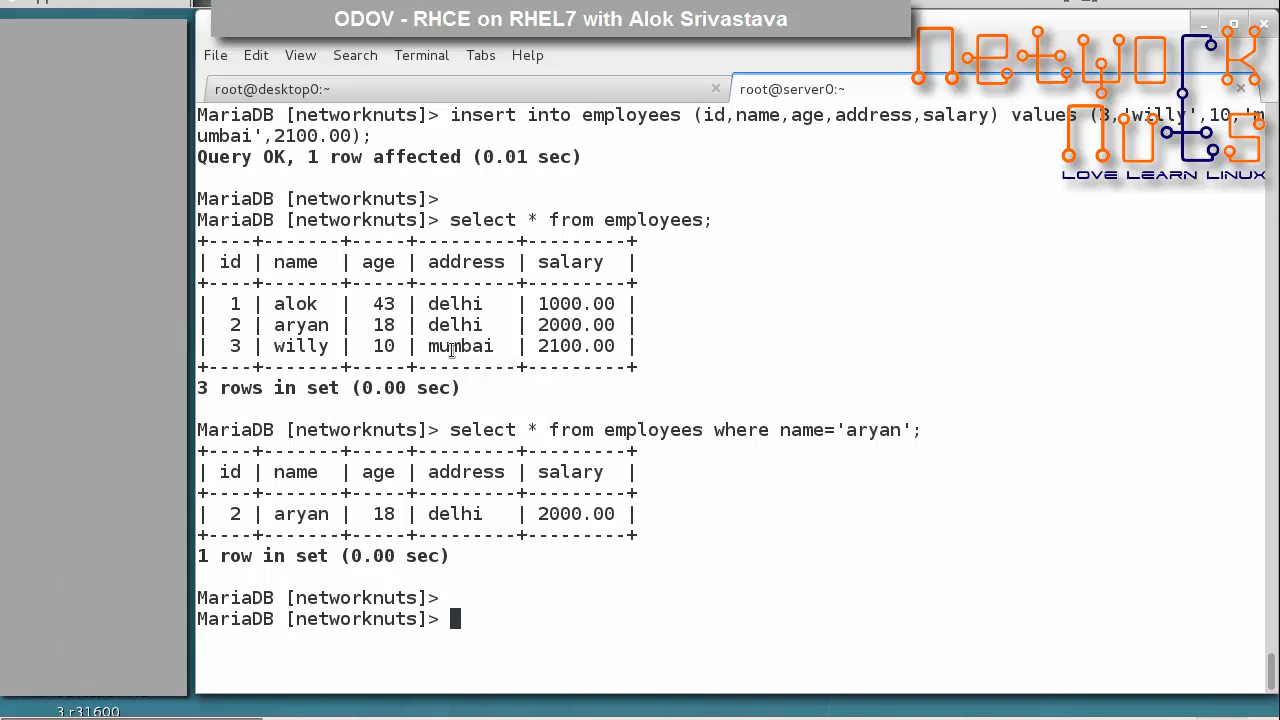 ODOV - RHCE on RHEL7 with Alok Srivastava
File Edit View Search Terminal Tabs Help
NETWORK
NUTS
LOVE LEARN LINUX
root@desktop0:~ × root@server0:~ ×
MariaDB [networknuts]> insert into employees (id,name,age,address,salary) values (3,'willy',10,'m
umbai',2100.00);
Query OK, 1 row affected (0.01 sec)
MariaDB [networknuts]>
MariaDB [networknuts]> select * from employees;
+----+-------+-----+---------+---------+
| id | name  | age | address | salary  |
+----+-------+-----+---------+---------+
|  1 | alok  |  43 | delhi   | 1000.00 |
|  2 | aryan |  18 | delhi   | 2000.00 |
|  3 | willy |  10 | mumbai  | 2100.00 |
+----+-------+-----+---------+---------+
3 rows in set (0.00 sec)
MariaDB [networknuts]> select * from employees where name='aryan';
+----+-------+-----+---------+---------+
| id | name  | age | address | salary  |
+----+-------+-----+---------+---------+
|  2 | aryan |  18 | delhi   | 2000.00 |
+----+-------+-----+---------+---------+
1 row in set (0.00 sec)
MariaDB [networknuts]>
MariaDB [networknuts]>
3 r31600